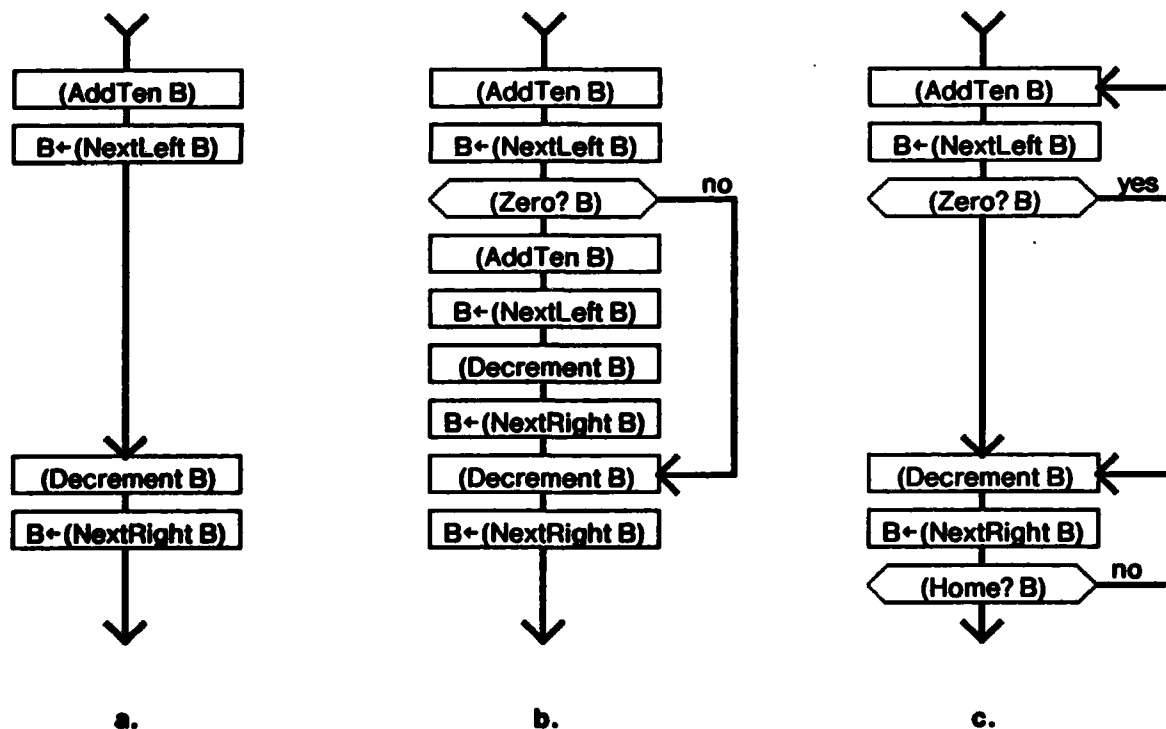 (AddTen B)
B←(NextLeft B)
(Decrement B)
B←(NextRight B)
a.
(AddTen B)
B←(NextLeft B)
(Zero? B)
no
(AddTen B)
B←(NextLeft B)
(Decrement B)
B←(NextRight B)
(Decrement B)
B←(NextRight B)
b.
(AddTen B)
B←(NextLeft B)
(Zero? B)
yes
(Decrement B)
B←(NextRight B)
(Home? B)
no
c.